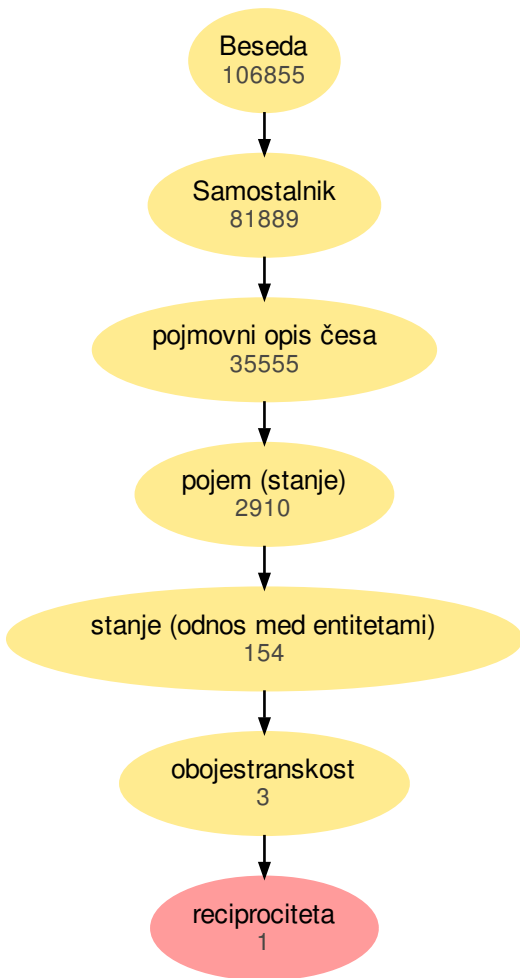 Beseda
106855
Samostalnik
81889
pojmovni opis česa
35555
pojem (stanje)
2910
stanje (odnos med entitetami)
154
obojestranskost
3
reciprociteta
1